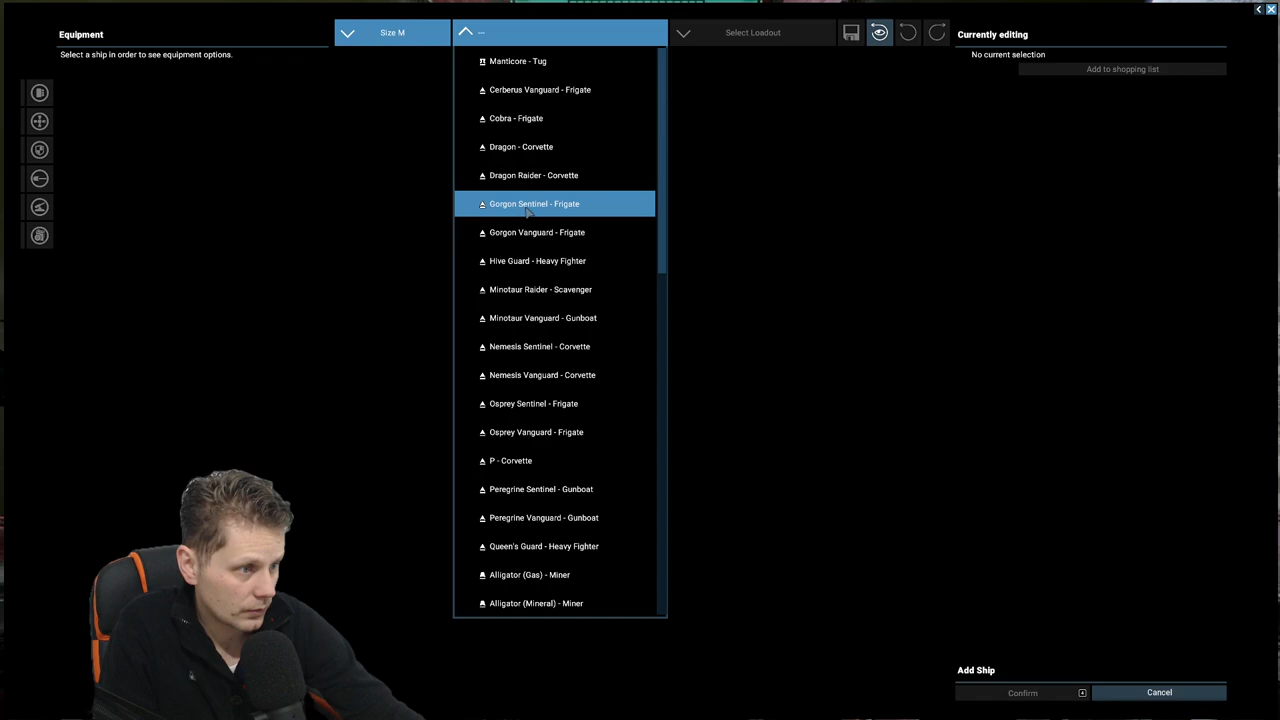 Equipment
Select a ship in order to see equipment options.
Size M
--
Select Loadout
Currently editing
No current selection
Add to shopping list
Manticore - Tug
Cerberus Vanguard - Frigate
Cobra - Frigate
Dragon - Corvette
Dragon Raider - Corvette
Gorgon Sentinel - Frigate
Gorgon Vanguard - Frigate
Hive Guard - Heavy Fighter
Minotaur Raider - Scavenger
Minotaur Vanguard - Gunboat
Nemesis Sentinel - Corvette
Nemesis Vanguard - Corvette
Osprey Sentinel - Frigate
Osprey Vanguard - Frigate
P - Corvette
Peregrine Sentinel - Gunboat
Peregrine Vanguard - Gunboat
Queen's Guard - Heavy Fighter
Alligator (Gas) - Miner
Alligator (Mineral) - Miner
Add Ship
Confirm
Cancel